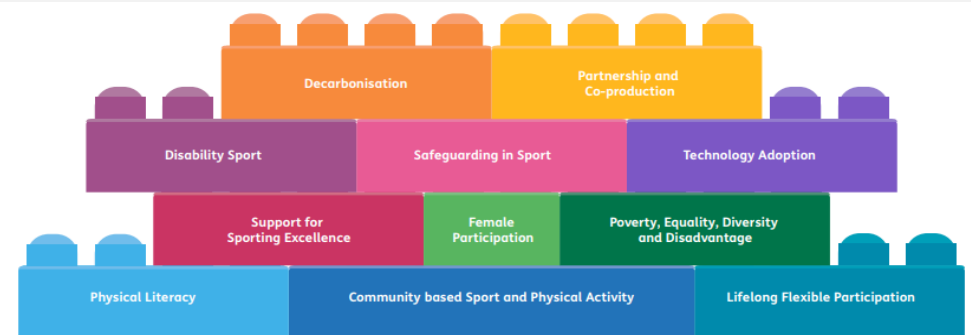 Decarbonisation
Partnership and
Co-production
Disability Sport
Safeguarding in Sport
Technology Adoption
Support for
Sporting Excellence
Female
Participation
Poverty, Equality, Diversity
and Disadvantage
Physical Literacy
Community based Sport and Physical Activity
Lifelong Flexible Participation